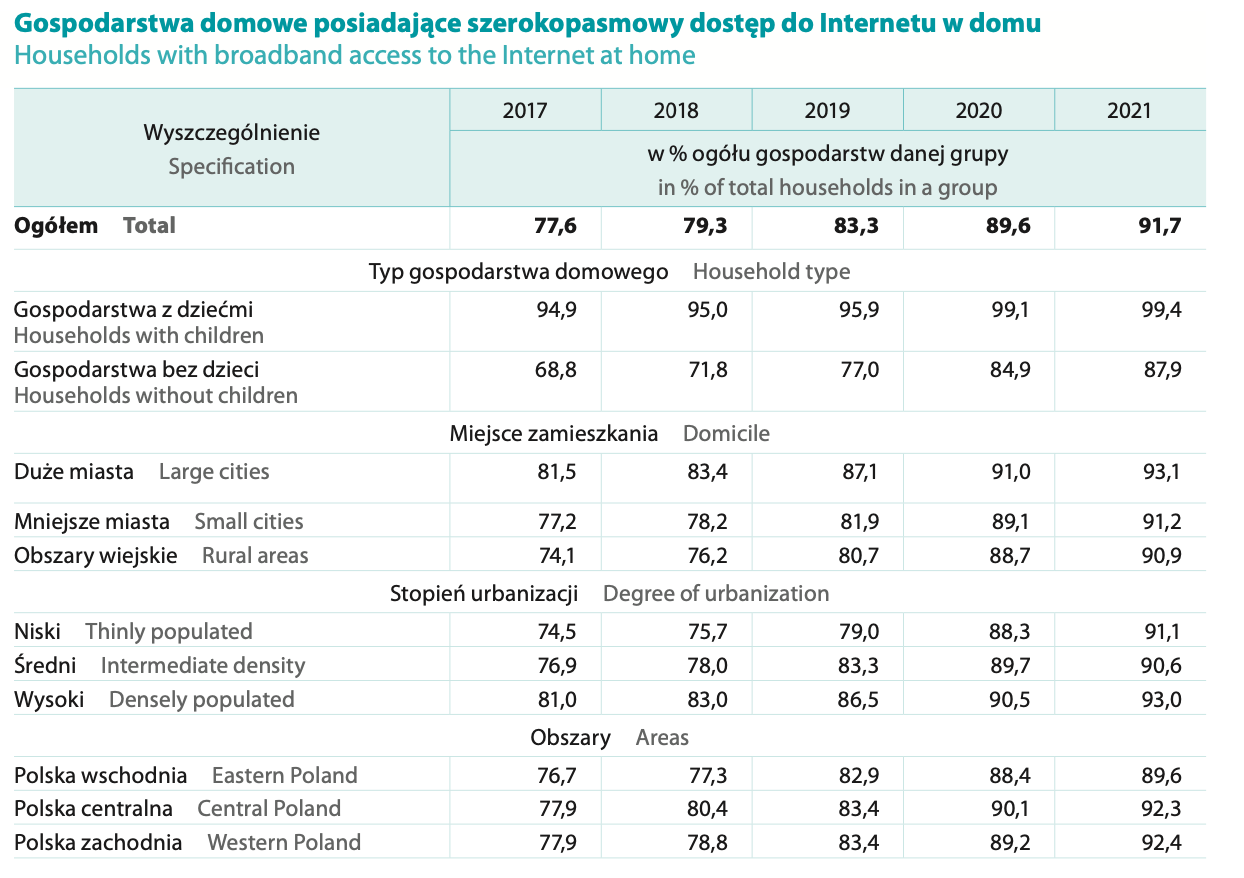 Gospodarstwa domowe posiadające szerokopasmowy dostęp do Internetu w domu
Households with broadband access to the Internet at home
Wyszczególnienie
Specification
2017 2018 2019 2020 2021
w % ogółu gospodarstw danej grupy
in % of total households in a group
Ogółem Total 77,6 79,3 83,3 89,6 91,7
Typ gospodarstwa domowego Household type
Gospodarstwa z dziećmi 94,9 95,0 95,9 99,1 99,4
Households with children
Gospodarstwa bez dzieci 68,8 71,8 77,0 84,9 87,9
Households without children
Miejsce zamieszkania Domicile
Duże miasta Large cities 81,5 83,4 87,1 91,0 93,1
Mniejsze miasta Small cities 77,2 78,2 81,9 89,1 91,2
Obszary wiejskie Rural areas 74,1 76,2 80,7 88,7 90,9
Stopień urbanizacji Degree of urbanization
Niski Thinly populated 74,5 75,7 79,0 88,3 91,1
Średni Intermediate density 76,9 78,0 83,3 89,7 90,6
Wysoki Densely populated 81,0 83,0 86,5 90,5 93,0
Obszary Areas
Polska wschodnia Eastern Poland 76,7 77,3 82,9 88,4 89,6
Polska centralna Central Poland 77,9 80,4 83,4 90,1 92,3
Polska zachodnia Western Poland 77,9 78,8 83,4 89,2 92,4